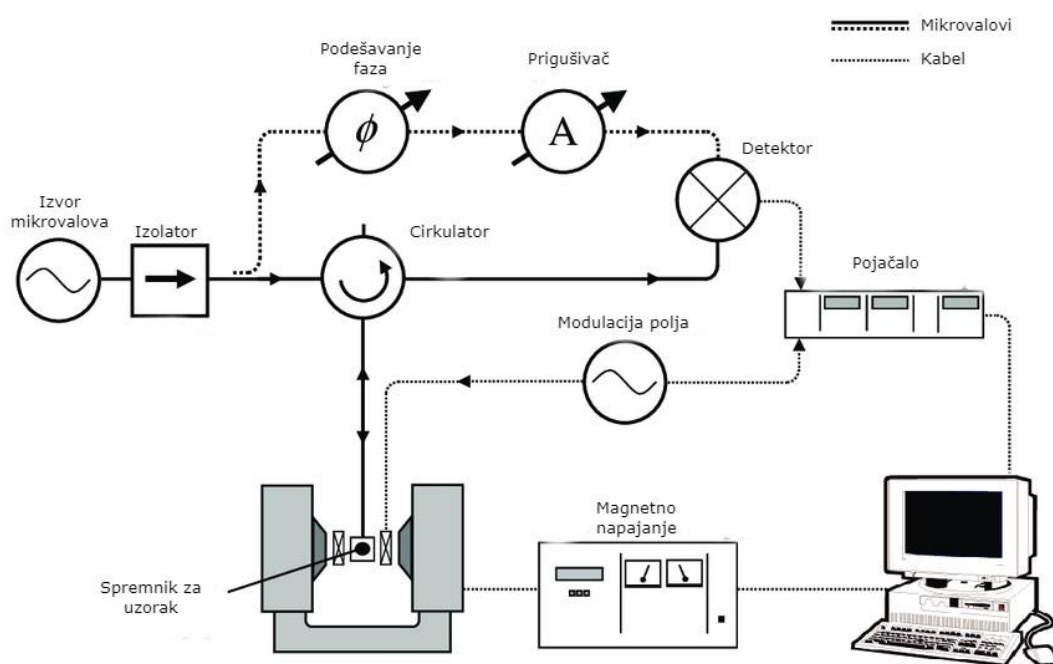 Mikrovalovi
Kabel
Podešavanje
faza
Prigušivač
ϕ
A
Detektor
Izvor
mikrovalova
Izolator
Cirkulator
Pojačalo
Modulacija polja
Magnetno
napajanje
Spremnik za
uzorak